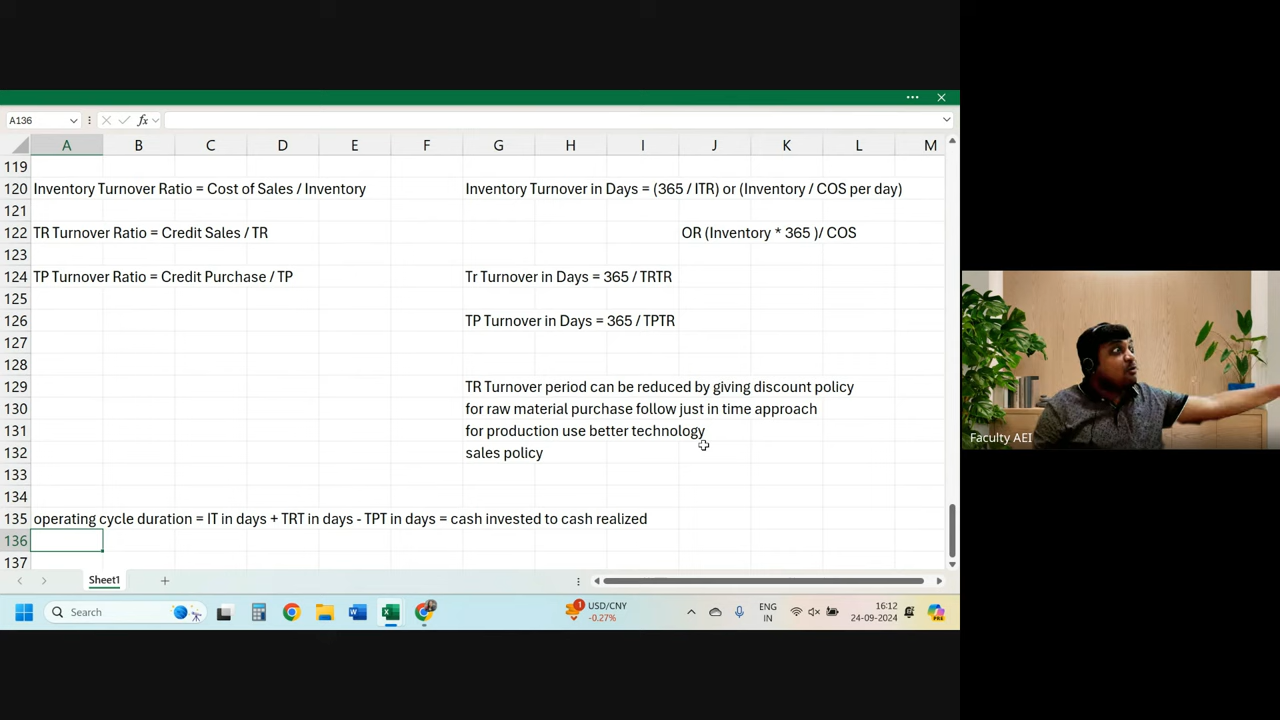 A136
fx
A B C D E F G H I J K L M
119
120 Inventory Turnover Ratio = Cost of Sales / Inventory Inventory Turnover in Days = (365 / ITR) or (Inventory / COS per day)
121
122 TR Turnover Ratio = Credit Sales / TR OR (Inventory * 365 )/ COS
123
124 TP Turnover Ratio = Credit Purchase / TP Tr Turnover in Days = 365 / TRTR
125
126 TP Turnover in Days = 365 / TPTR
127
128
129 TR Turnover period can be reduced by giving discount policy
130 for raw material purchase follow just in time approach
131 for production use better technology
132 sales policy
133
134
135 operating cycle duration = IT in days + TRT in days - TPT in days = cash invested to cash realized
136
137
Faculty AEI
Sheet1
Search
1
USD/CNY
-0.27%
ENG
IN
16:12
24-09-2024
PRE